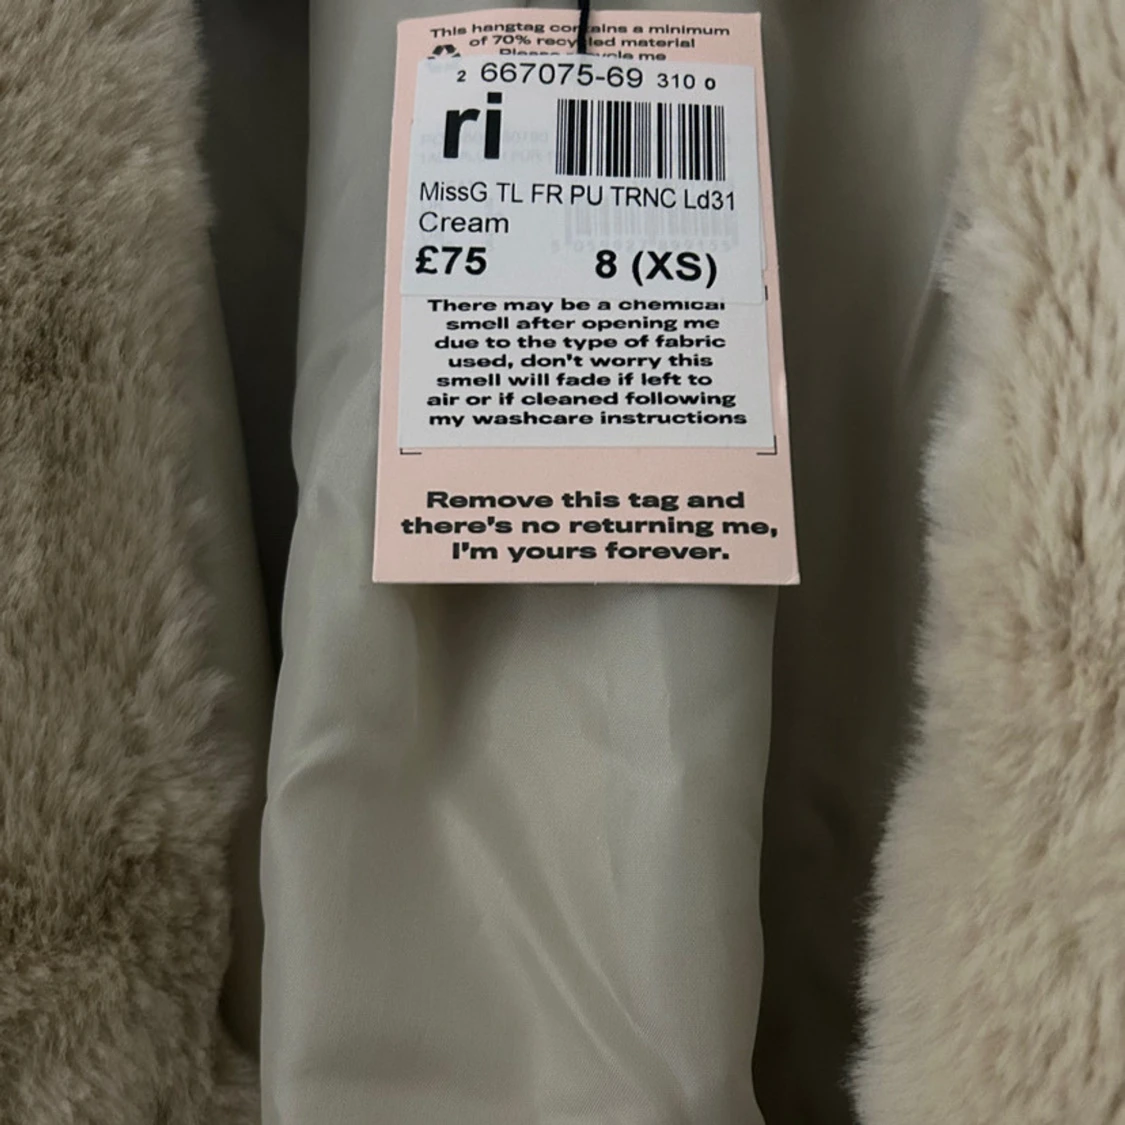 This hangtag contains a minimum
of 70% recycled material
Please recycle me
2 667075-69 310 0
ri
MissG TL FR PU TRNC Ld31
Cream
£75 8 (XS)
There may be a chemical
smell after opening me
due to the type of fabric
used, don't worry this
smell will fade if left to
air or if cleaned following
my washcare instructions
Remove this tag and
there's no returning me,
I'm yours forever.